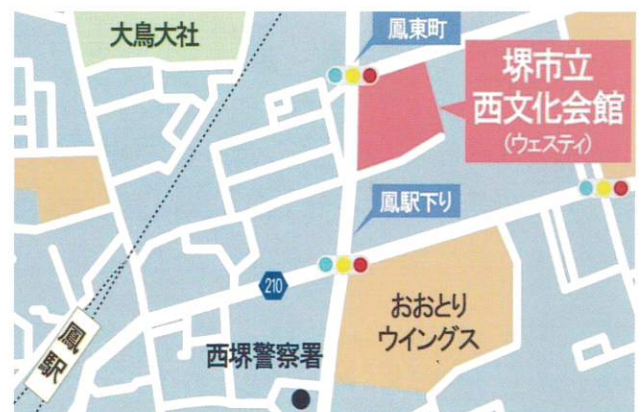 大鳥大社
鳳東町
堺市立
西文化会館
(ウェスティ)
鳳駅下り
210
おおとり
ウイングス
鳳駅
西堺警察署